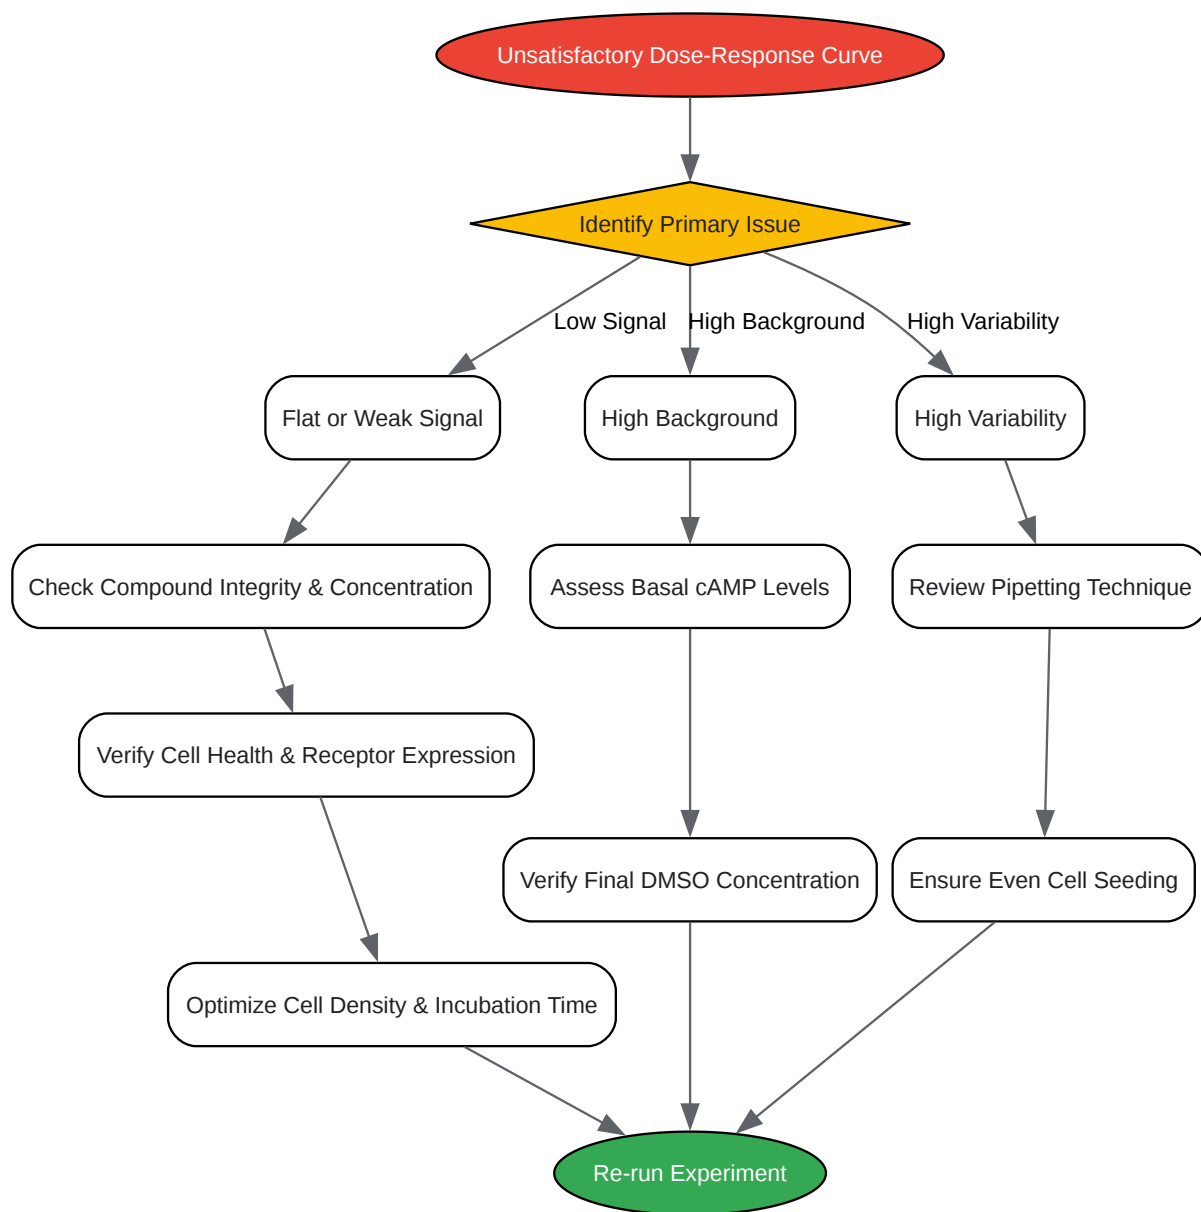 Unsatisfactory Dose-Response Curve
Identify Primary Issue
Low Signal
High Background
High Variability
Flat or Weak Signal
High Background
High Variability
Check Compound Integrity & Concentration
Assess Basal cAMP Levels
Review Pipetting Technique
Verify Cell Health & Receptor Expression
Verify Final DMSO Concentration
Ensure Even Cell Seeding
Optimize Cell Density & Incubation Time
Re-run Experiment